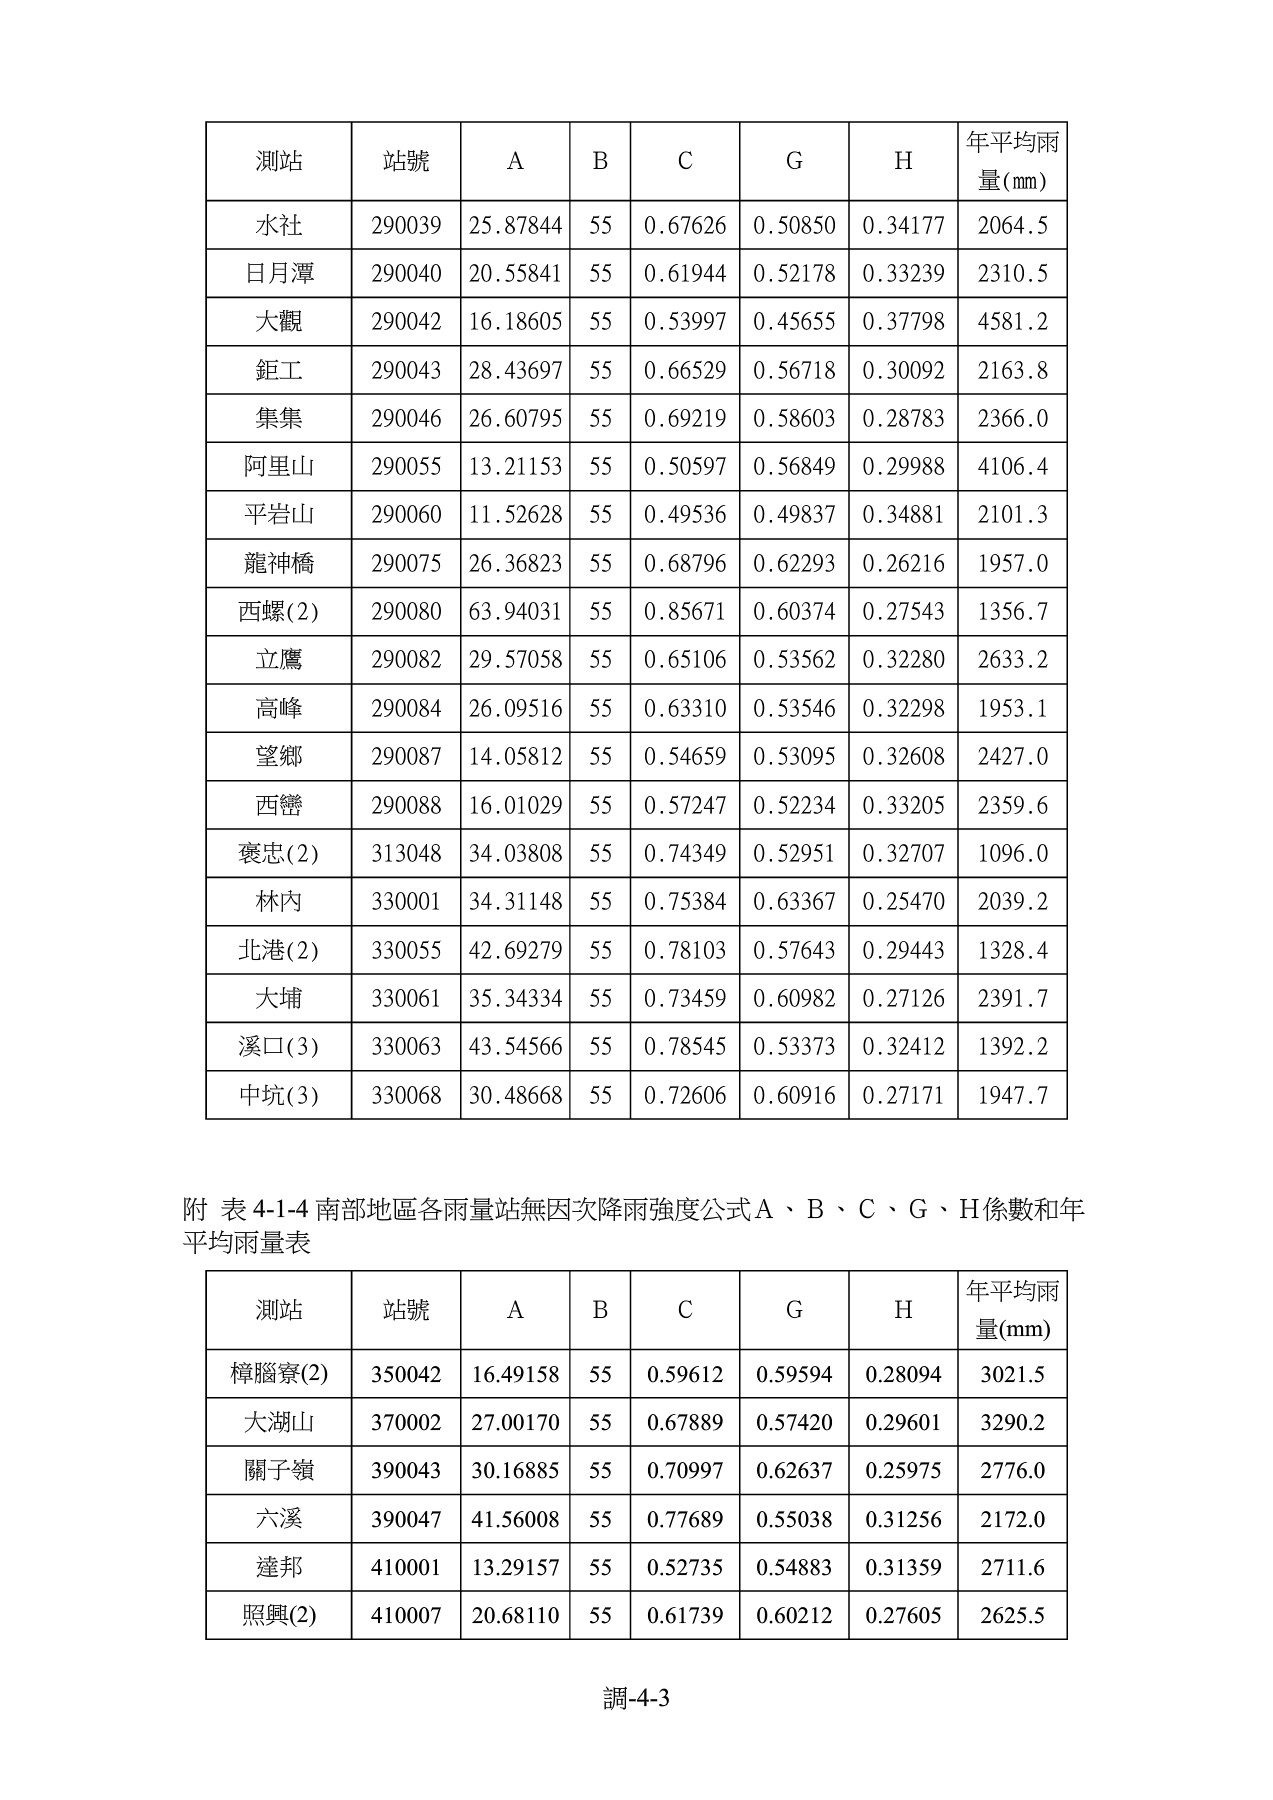 測站 站號 A B C G H 年平均雨量(㎜)
水社 290039 25.87844 55 0.67626 0.50850 0.34177 2064.5
日月潭 290040 20.55841 55 0.61944 0.52178 0.33239 2310.5
大觀 290042 16.18605 55 0.53997 0.45655 0.37798 4581.2
鉅工 290043 28.43697 55 0.66529 0.56718 0.30092 2163.8
集集 290046 26.60795 55 0.69219 0.58603 0.28783 2366.0
阿里山 290055 13.21153 55 0.50597 0.56849 0.29988 4106.4
平岩山 290060 11.52628 55 0.49536 0.49837 0.34881 2101.3
龍神橋 290075 26.36823 55 0.68796 0.62293 0.26216 1957.0
西螺(2) 290080 63.94031 55 0.85671 0.60374 0.27543 1356.7
立鷹 290082 29.57058 55 0.65106 0.53562 0.32280 2633.2
高峰 290084 26.09516 55 0.63310 0.53546 0.32298 1953.1
望鄉 290087 14.05812 55 0.54659 0.53095 0.32608 2427.0
西巒 290088 16.01029 55 0.57247 0.52234 0.33205 2359.6
褒忠(2) 313048 34.03808 55 0.74349 0.52951 0.32707 1096.0
林內 330001 34.31148 55 0.75384 0.63367 0.25470 2039.2
北港(2) 330055 42.69279 55 0.78103 0.57643 0.29443 1328.4
大埔 330061 35.34334 55 0.73459 0.60982 0.27126 2391.7
溪口(3) 330063 43.54566 55 0.78545 0.53373 0.32412 1392.2
中坑(3) 330068 30.48668 55 0.72606 0.60916 0.27171 1947.7
附 表 4-1-4 南部地區各雨量站無因次降雨強度公式Ａ、Ｂ、Ｃ、Ｇ、Ｈ係數和年
平均雨量表
測站 站號 A B C G H 年平均雨量(mm)
樟腦寮(2) 350042 16.49158 55 0.59612 0.59594 0.28094 3021.5
大湖山 370002 27.00170 55 0.67889 0.57420 0.29601 3290.2
關子嶺 390043 30.16885 55 0.70997 0.62637 0.25975 2776.0
六溪 390047 41.56008 55 0.77689 0.55038 0.31256 2172.0
達邦 410001 13.29157 55 0.52735 0.54883 0.31359 2711.6
照興(2) 410007 20.68110 55 0.61739 0.60212 0.27605 2625.5
調-4-3